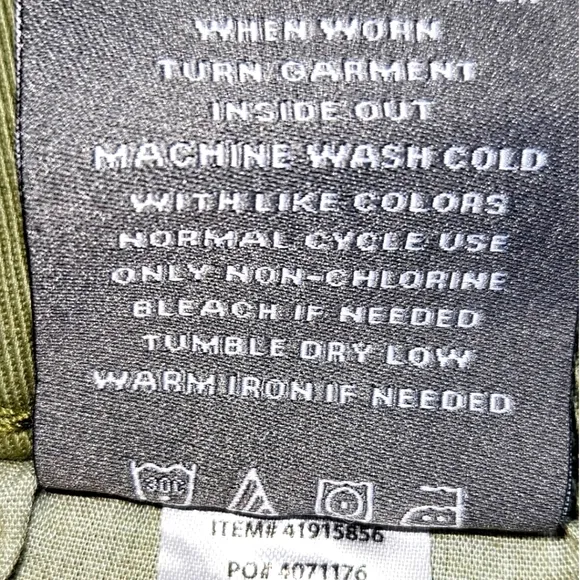 WHEN WORN
TURN GARMENT
INSIDE OUT
MACHINE WASH COLD
WITH LIKE COLORS
NORMAL CYCLE USE
ONLY NON-CHLORINE
BLEACH IF NEEDED
TUMBLE DRY LOW
WARM IRON IF NEEDED
30C
ITEM# 41915856
PO# 4071176